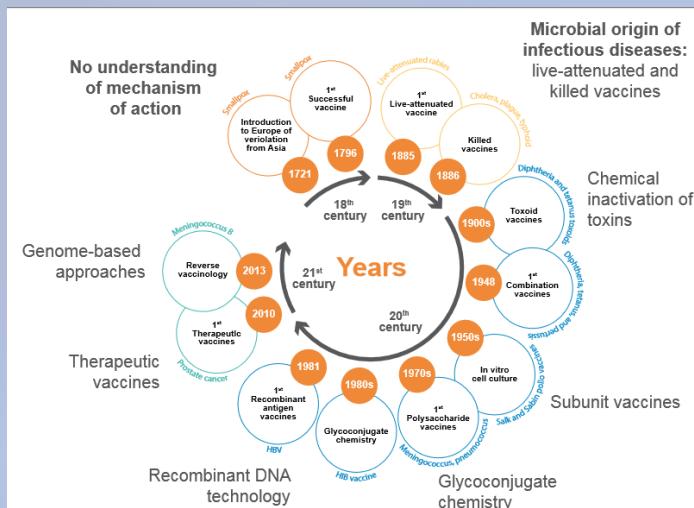 No understanding
of mechanism
of action
Microbial origin of
infectious diseases:
live-attenuated and
killed vaccines
Smallpox
Introduction
to Europe of
veriolation
from Asia
1721
Smallpox
1st
Successful
vaccine
1796
Live-attenuated rabies
1st
Live-attenuated
vaccine
1885
Cholera, plague, typhoid
Killed
vaccines
1886
18th
century
19th
century
Diphtheria and tetanus toxoids
Toxoid
vaccines
1900s
Chemical
inactivation of
toxins
Diphtheria, tetanus, and pertussis
1st
Combination
vaccines
1948
20th
century
1950s
In vitro
cell culture
Salk and Sabin polio vaccines
Subunit vaccines
1970s
1st
Polysaccharide
vaccines
Meningococcus, pneumococcus
Glycoconjugate
chemistry
1980s
Glycoconjugate
chemistry
HIB vaccine
1981
1st
Recombinant
antigen
vaccines
HBV
Recombinant DNA
technology
2010
1st
Therapeutic
vaccines
Prostate cancer
Therapeutic
vaccines
Meningococcus B
Reverse
vaccinology
2013
Genome-based
approaches
21st
century
Years